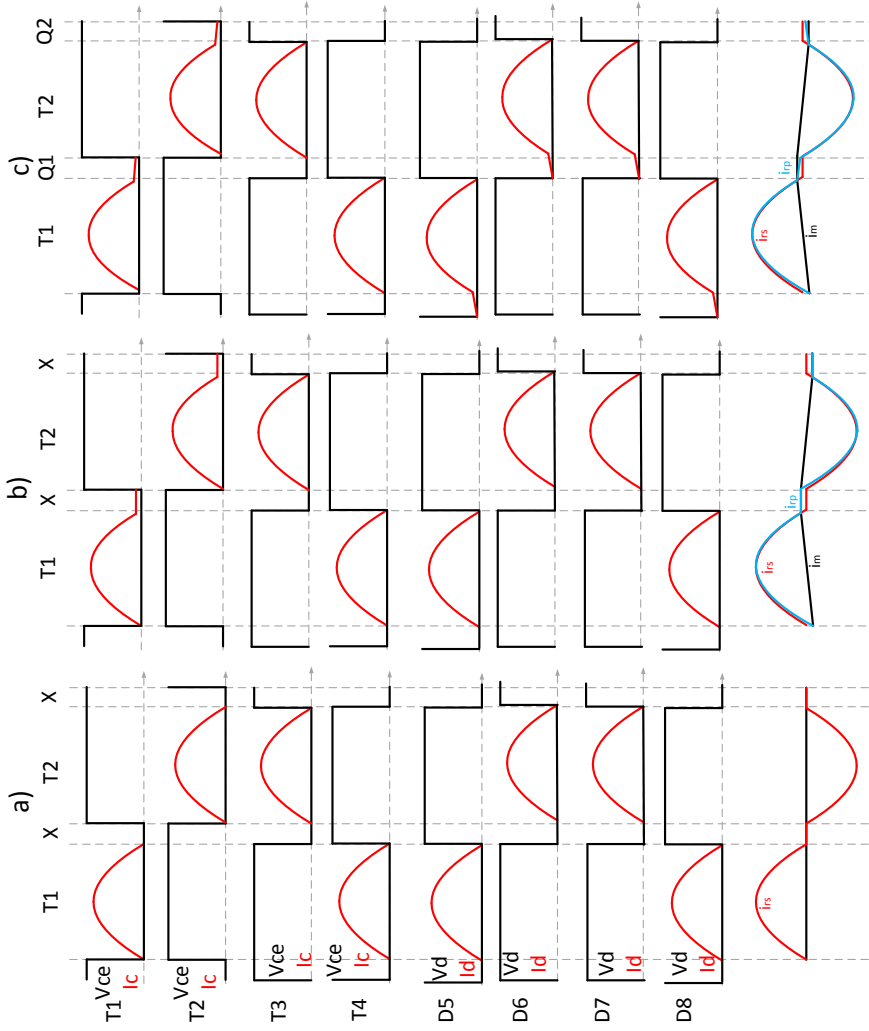 a) b) c)
T1 X T2 X T1 X T2 X T1 Q1 T2 Q2
Vce
T1 Ic
Vce
T2 Ic
Vce
T3 Ic
Vce
T4 Ic
Vd
D5 Id
Vd
D6 Id
Vd
D7 Id
Vd
D8 Id
irs irs irp irs irp
im im